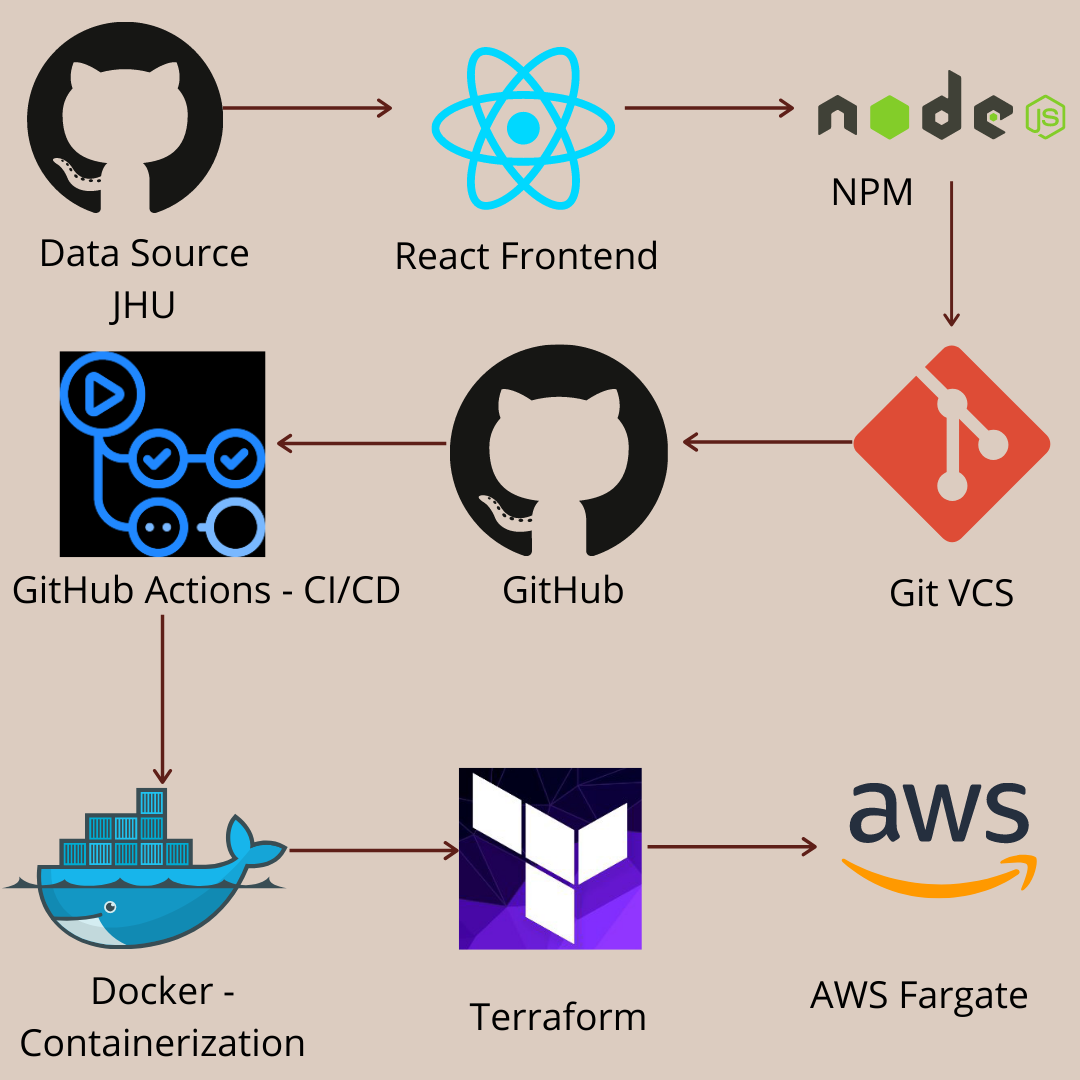 node JS
Data Source
JHU
React Frontend
NPM
GitHub Actions - CI/CD
GitHub
Git VCS
aws
Docker -
Containerization
Terraform
AWS Fargate